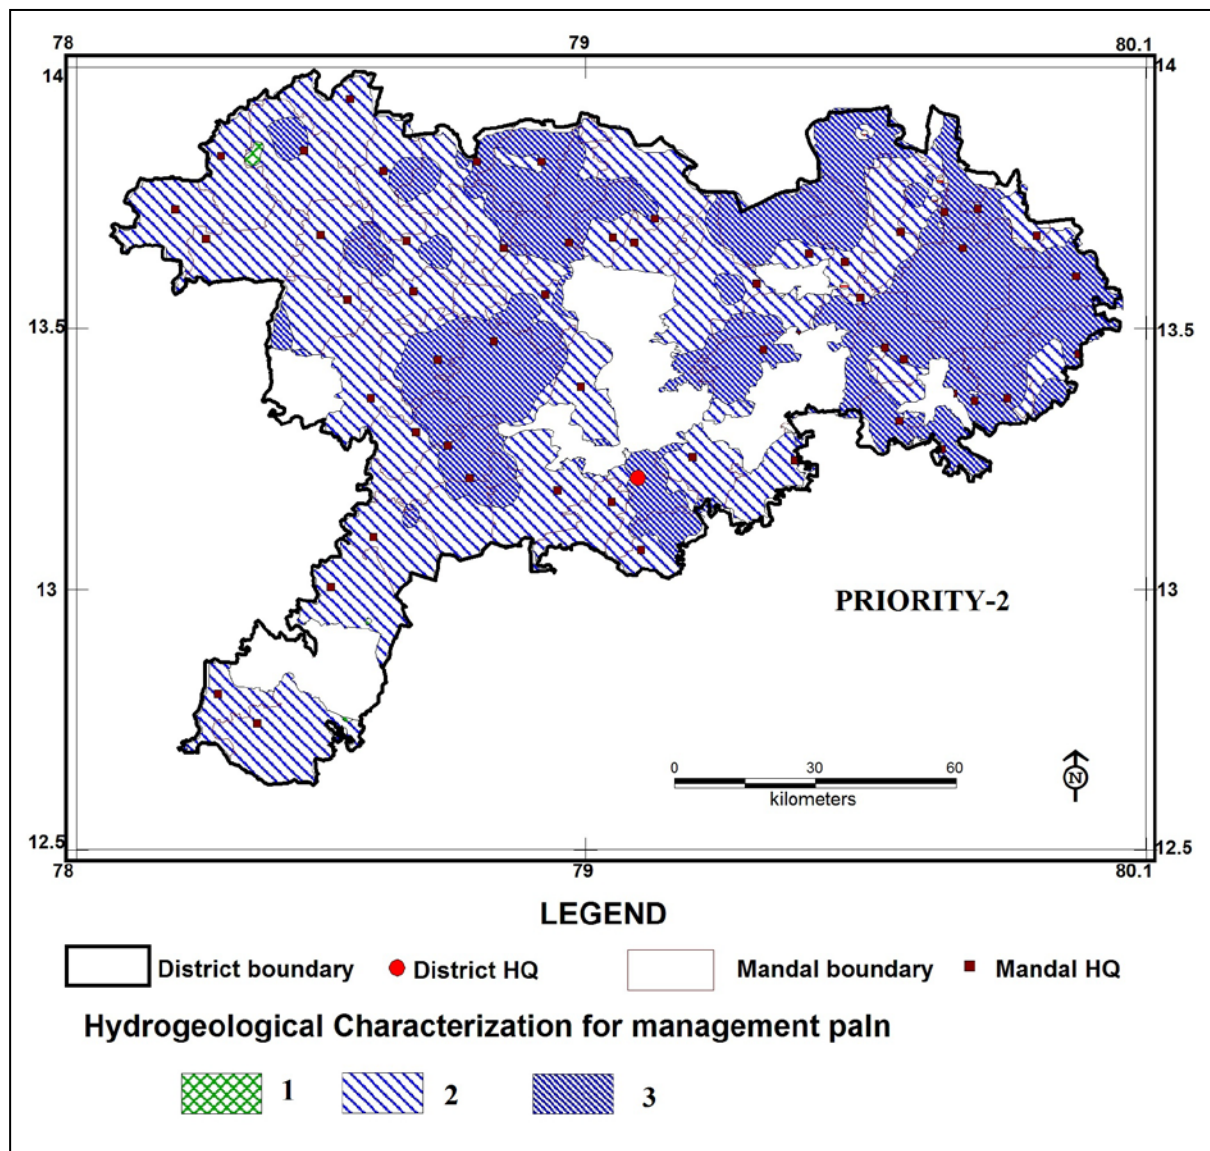 78 79 80.1
14 14
13.5 13.5
13 13
PRIORITY-2
0 30 60
kilometers
N
12.5 12.5
78 79 80.1
LEGEND
District boundary District HQ Mandal boundary Mandal HQ
Hydrogeological Characterization for management paln
1 2 3